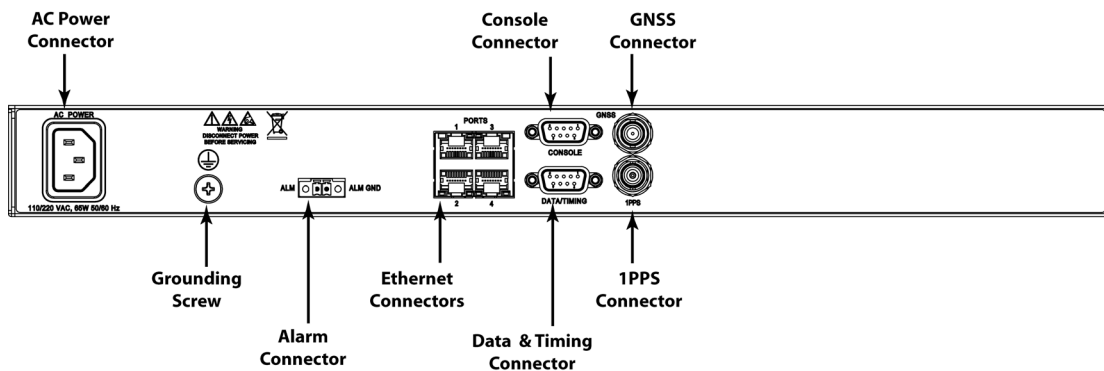 AC Power
Connector
Console
Connector
GNSS
Connector
AC POWER
WARNING
DISCONNECT POWER
BEFORE SERVICING
PORTS
1 3
2 4
CONSOLE
GNSS
ALM
ALM GND
DATA/TIMING
1PPS
110/220 VAC, 65W 50/60 Hz
Grounding
Screw
Alarm
Connector
Ethernet
Connectors
Data & Timing
Connector
1PPS
Connector